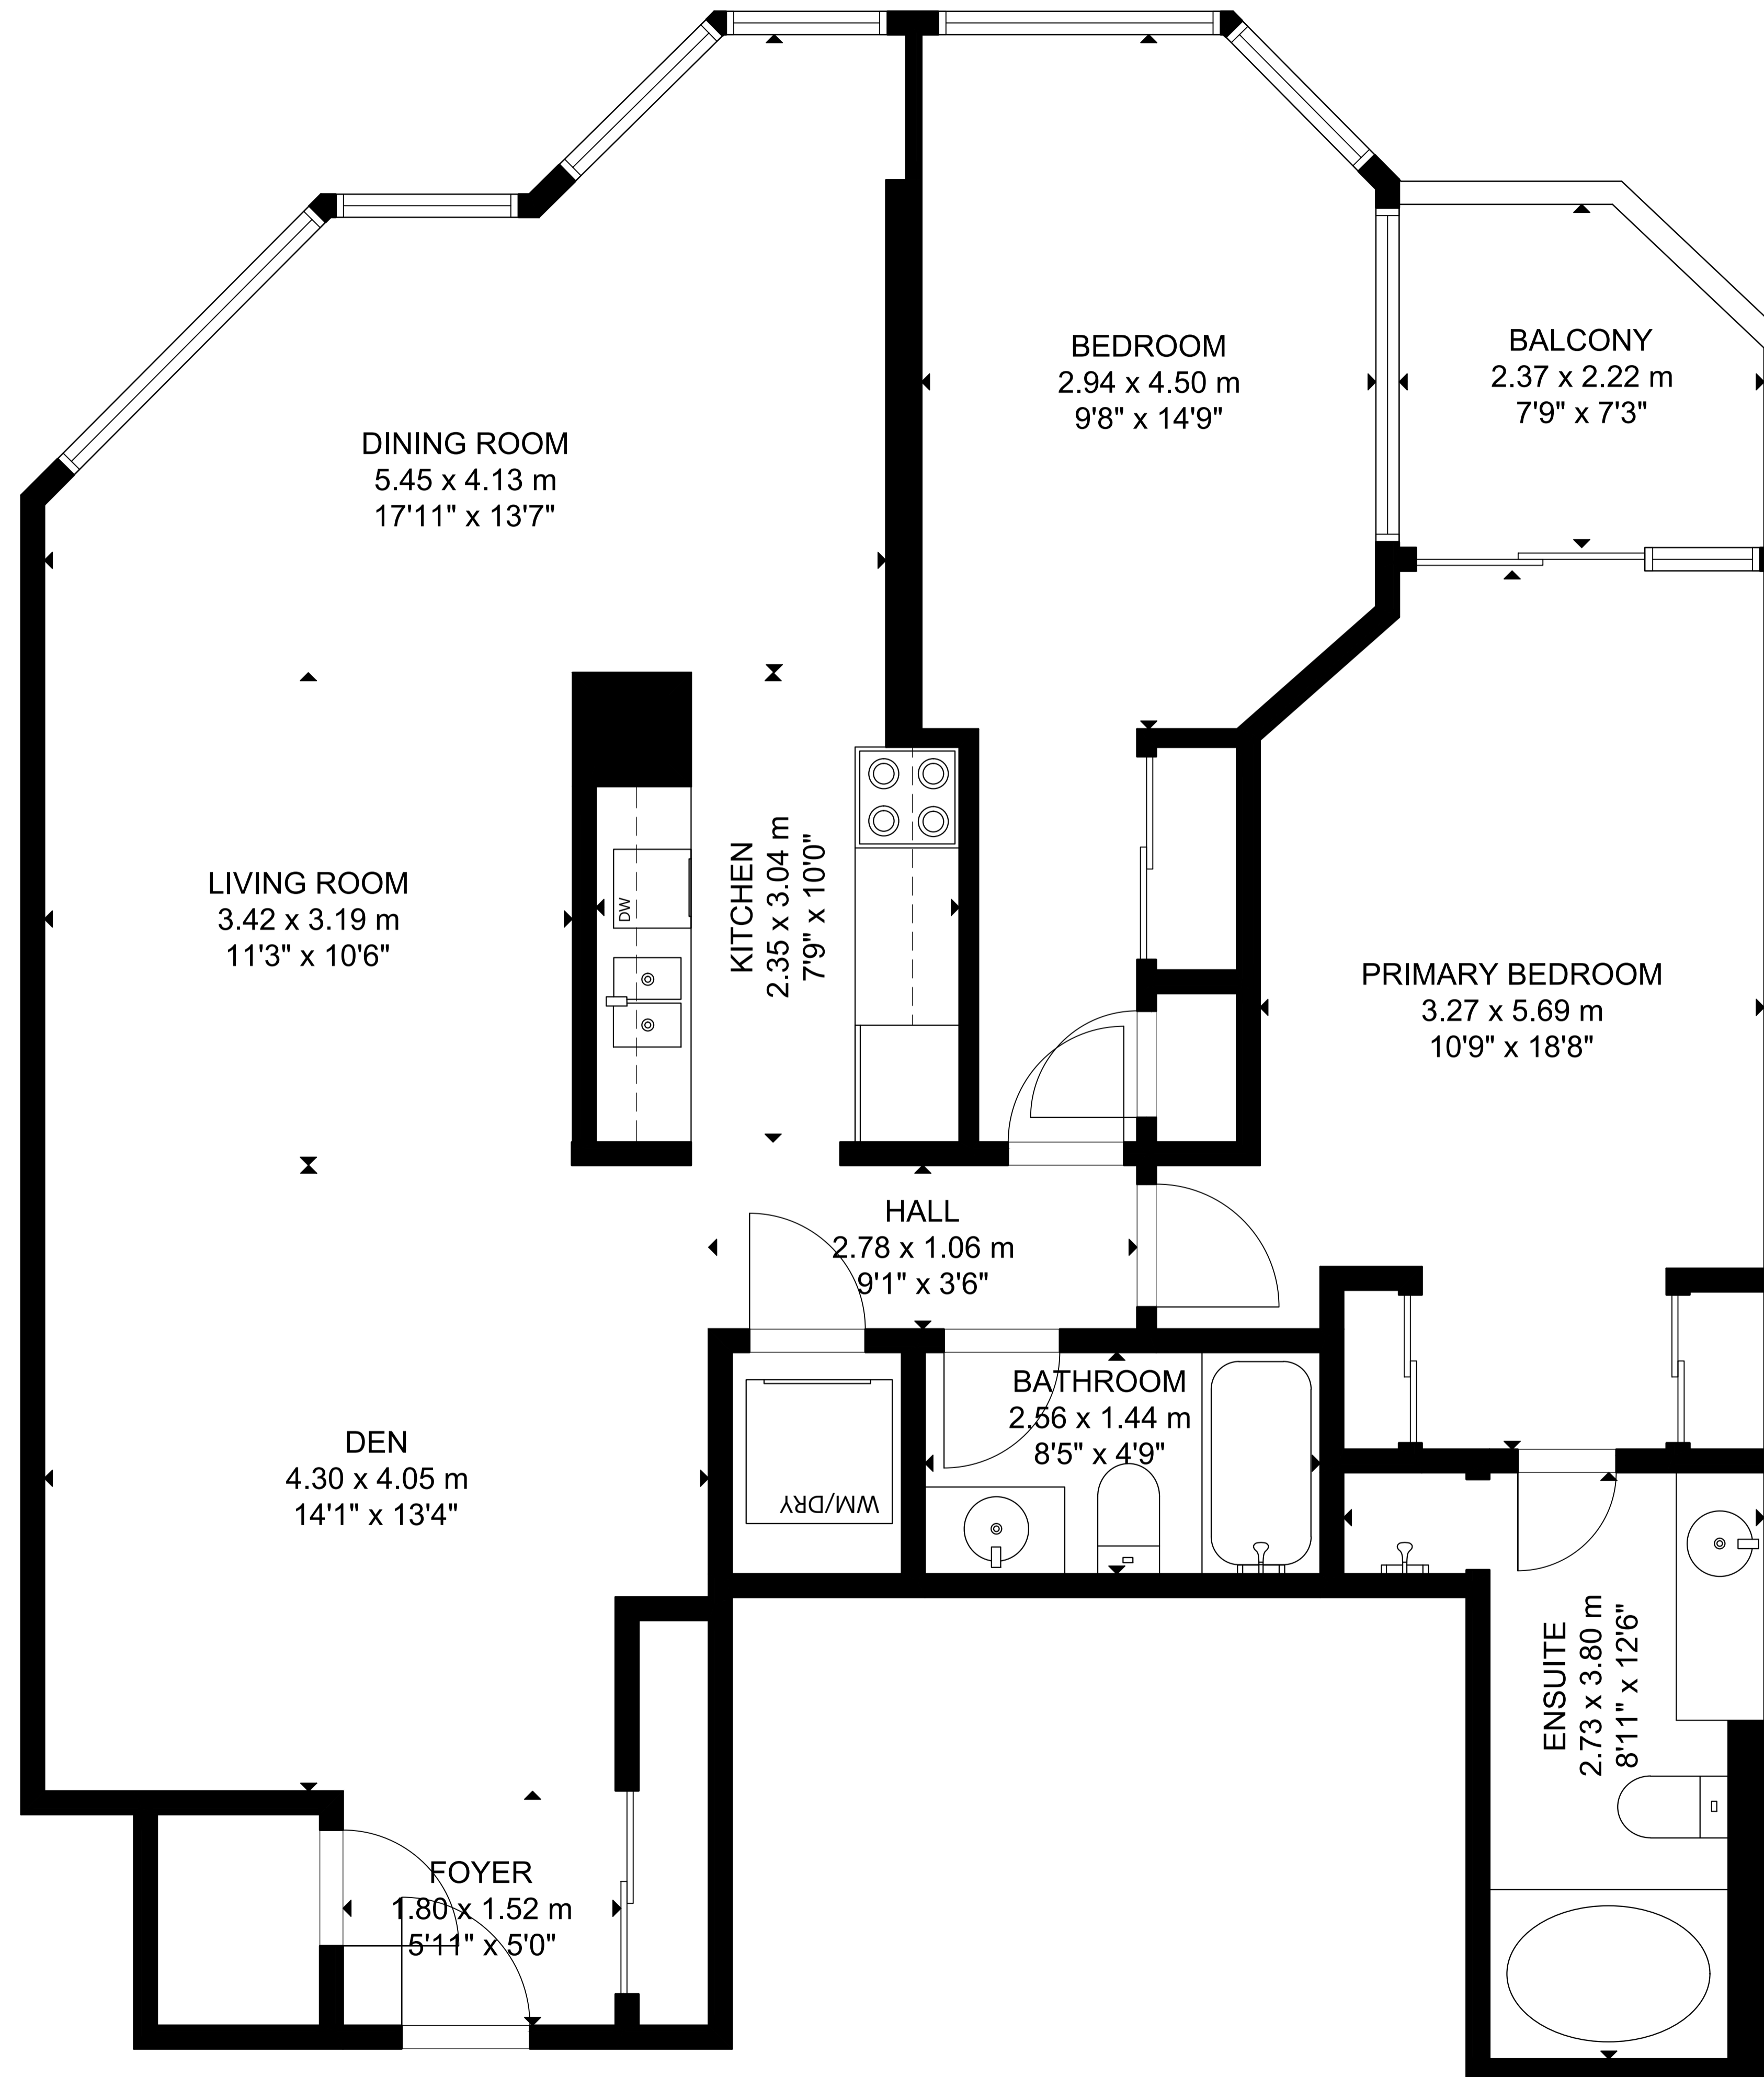 BEDROOM
2.94 x 4.50 m
9'8" x 14'9"
BALCONY
2.37 x 2.22 m
7'9" x 7'3"
DINING ROOM
5.45 x 4.13 m
17'11" x 13'7"
LIVING ROOM
3.42 x 3.19 m
11'3" x 10'6"
DW
KITCHEN
2.35 x 3.04 m
7'9" x 10'0"
PRIMARY BEDROOM
3.27 x 5.69 m
10'9" x 18'8"
HALL
2.78 x 1.06 m
9'1" x 3'6"
BATHROOM
2.56 x 1.44 m
8'5" x 4'9"
DEN
4.30 x 4.05 m
14'1" x 13'4"
WM/DRY
ENSUITE
2.73 x 3.80 m
8'11" x 12'6"
FOYER
1.80 x 1.52 m
5'11" x 5'0"